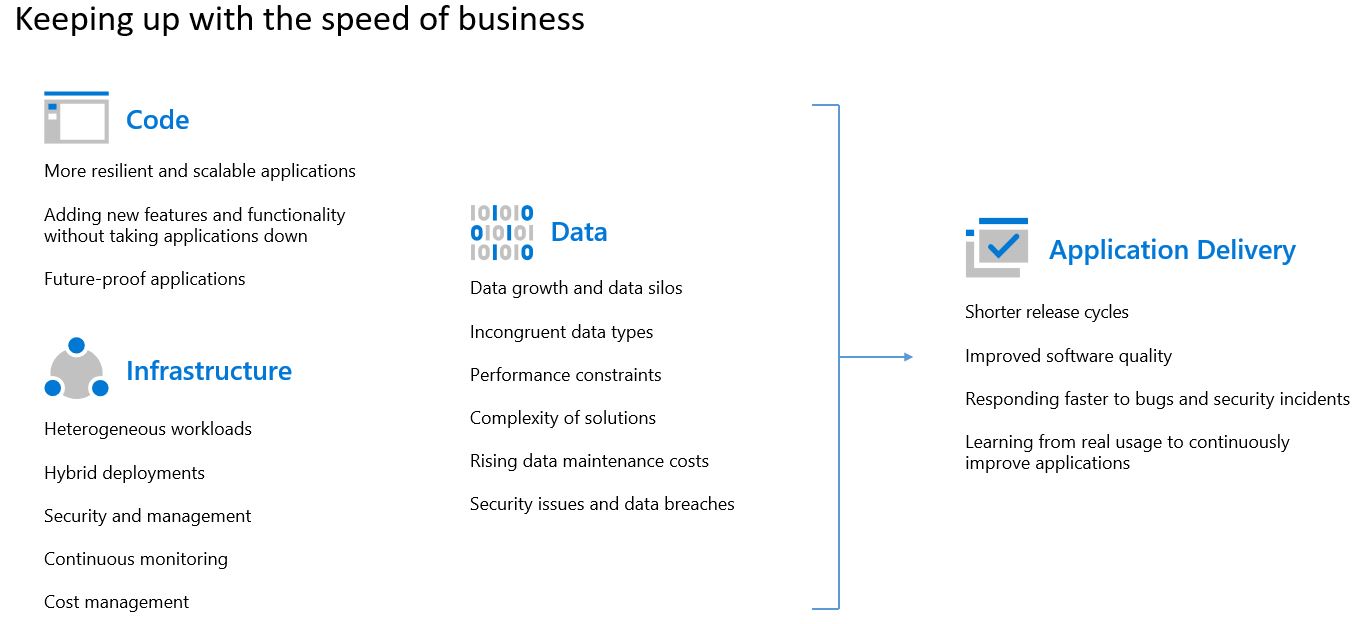 Keeping up with the speed of business
Code
More resilient and scalable applications
Adding new features and functionality
without taking applications down
Future-proof applications
Infrastructure
Heterogeneous workloads
Hybrid deployments
Security and management
Continuous monitoring
Cost management
IOIOIO
OIOIOI
IOIOIO
Data
Data growth and data silos
Incongruent data types
Performance constraints
Complexity of solutions
Rising data maintenance costs
Security issues and data breaches
Application Delivery
Shorter release cycles
Improved software quality
Responding faster to bugs and security incidents
Learning from real usage to continuously
improve applications